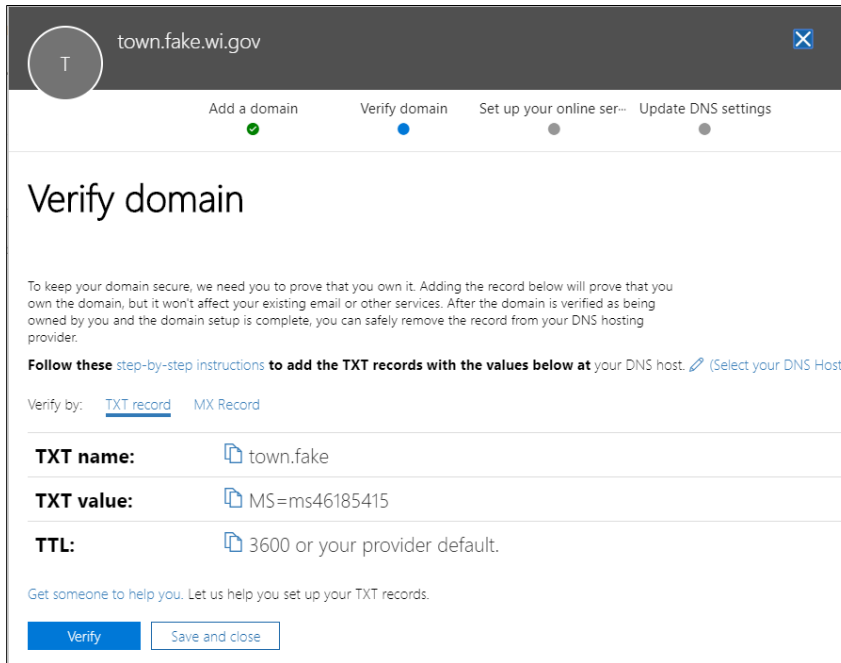 town.fake.wi.gov
T
Add a domain
Verify domain
Set up your online ser...
Update DNS settings
Verify domain
To keep your domain secure, we need you to prove that you own it. Adding the record below will prove that you
own the domain, but it won't affect your existing email or other services. After the domain is verified as being
owned by you and the domain setup is complete, you can safely remove the record from your DNS hosting
provider.
Follow these step-by-step instructions to add the TXT records with the values below at your DNS host. (Select your DNS Host
Verify by: TXT record MX Record
TXT name: town.fake
TXT value: MS=ms46185415
TTL: 3600 or your provider default.
Get someone to help you. Let us help you set up your TXT records.
Verify Save and close